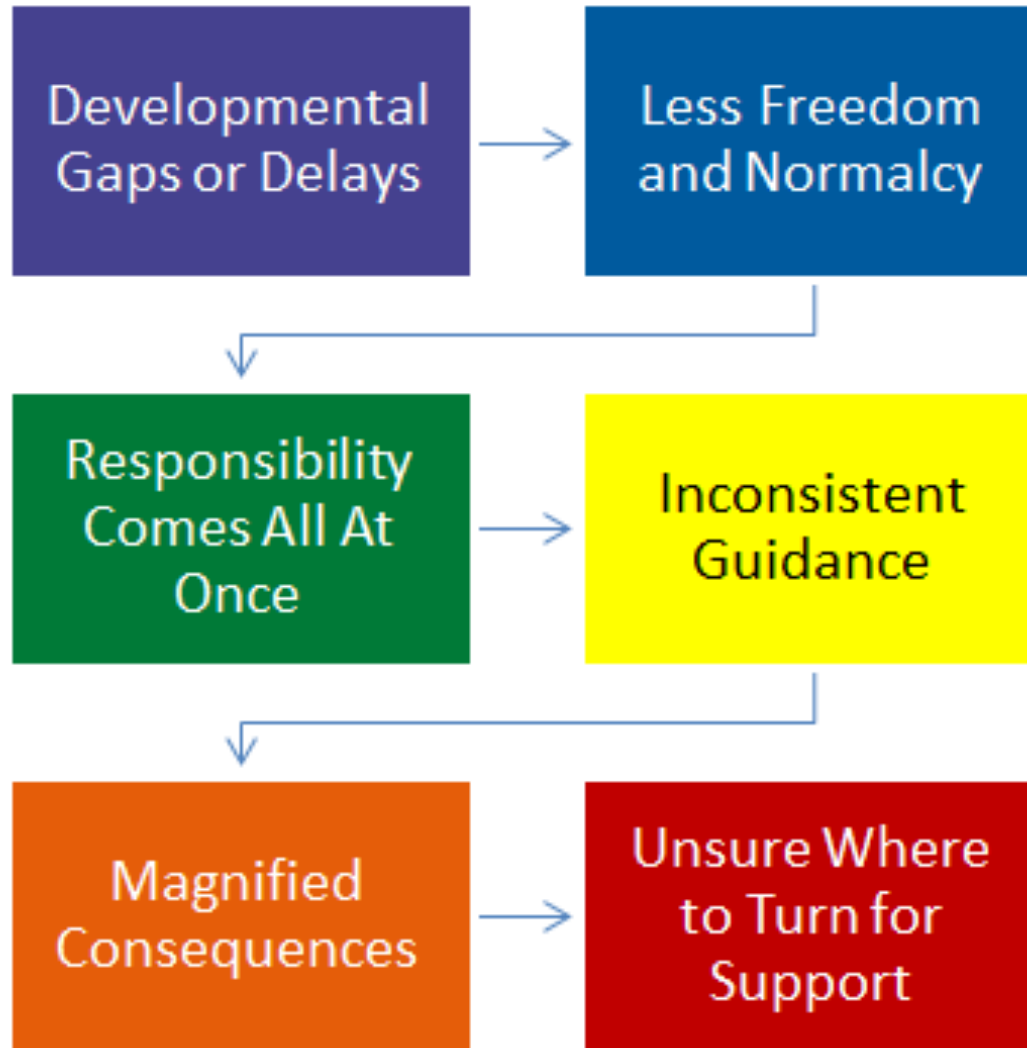 Developmental
Gaps or Delays
Less Freedom
and Normalcy
Responsibility
Comes All At
Once
Inconsistent
Guidance
Magnified
Consequences
Unsure Where
to Turn for
Support